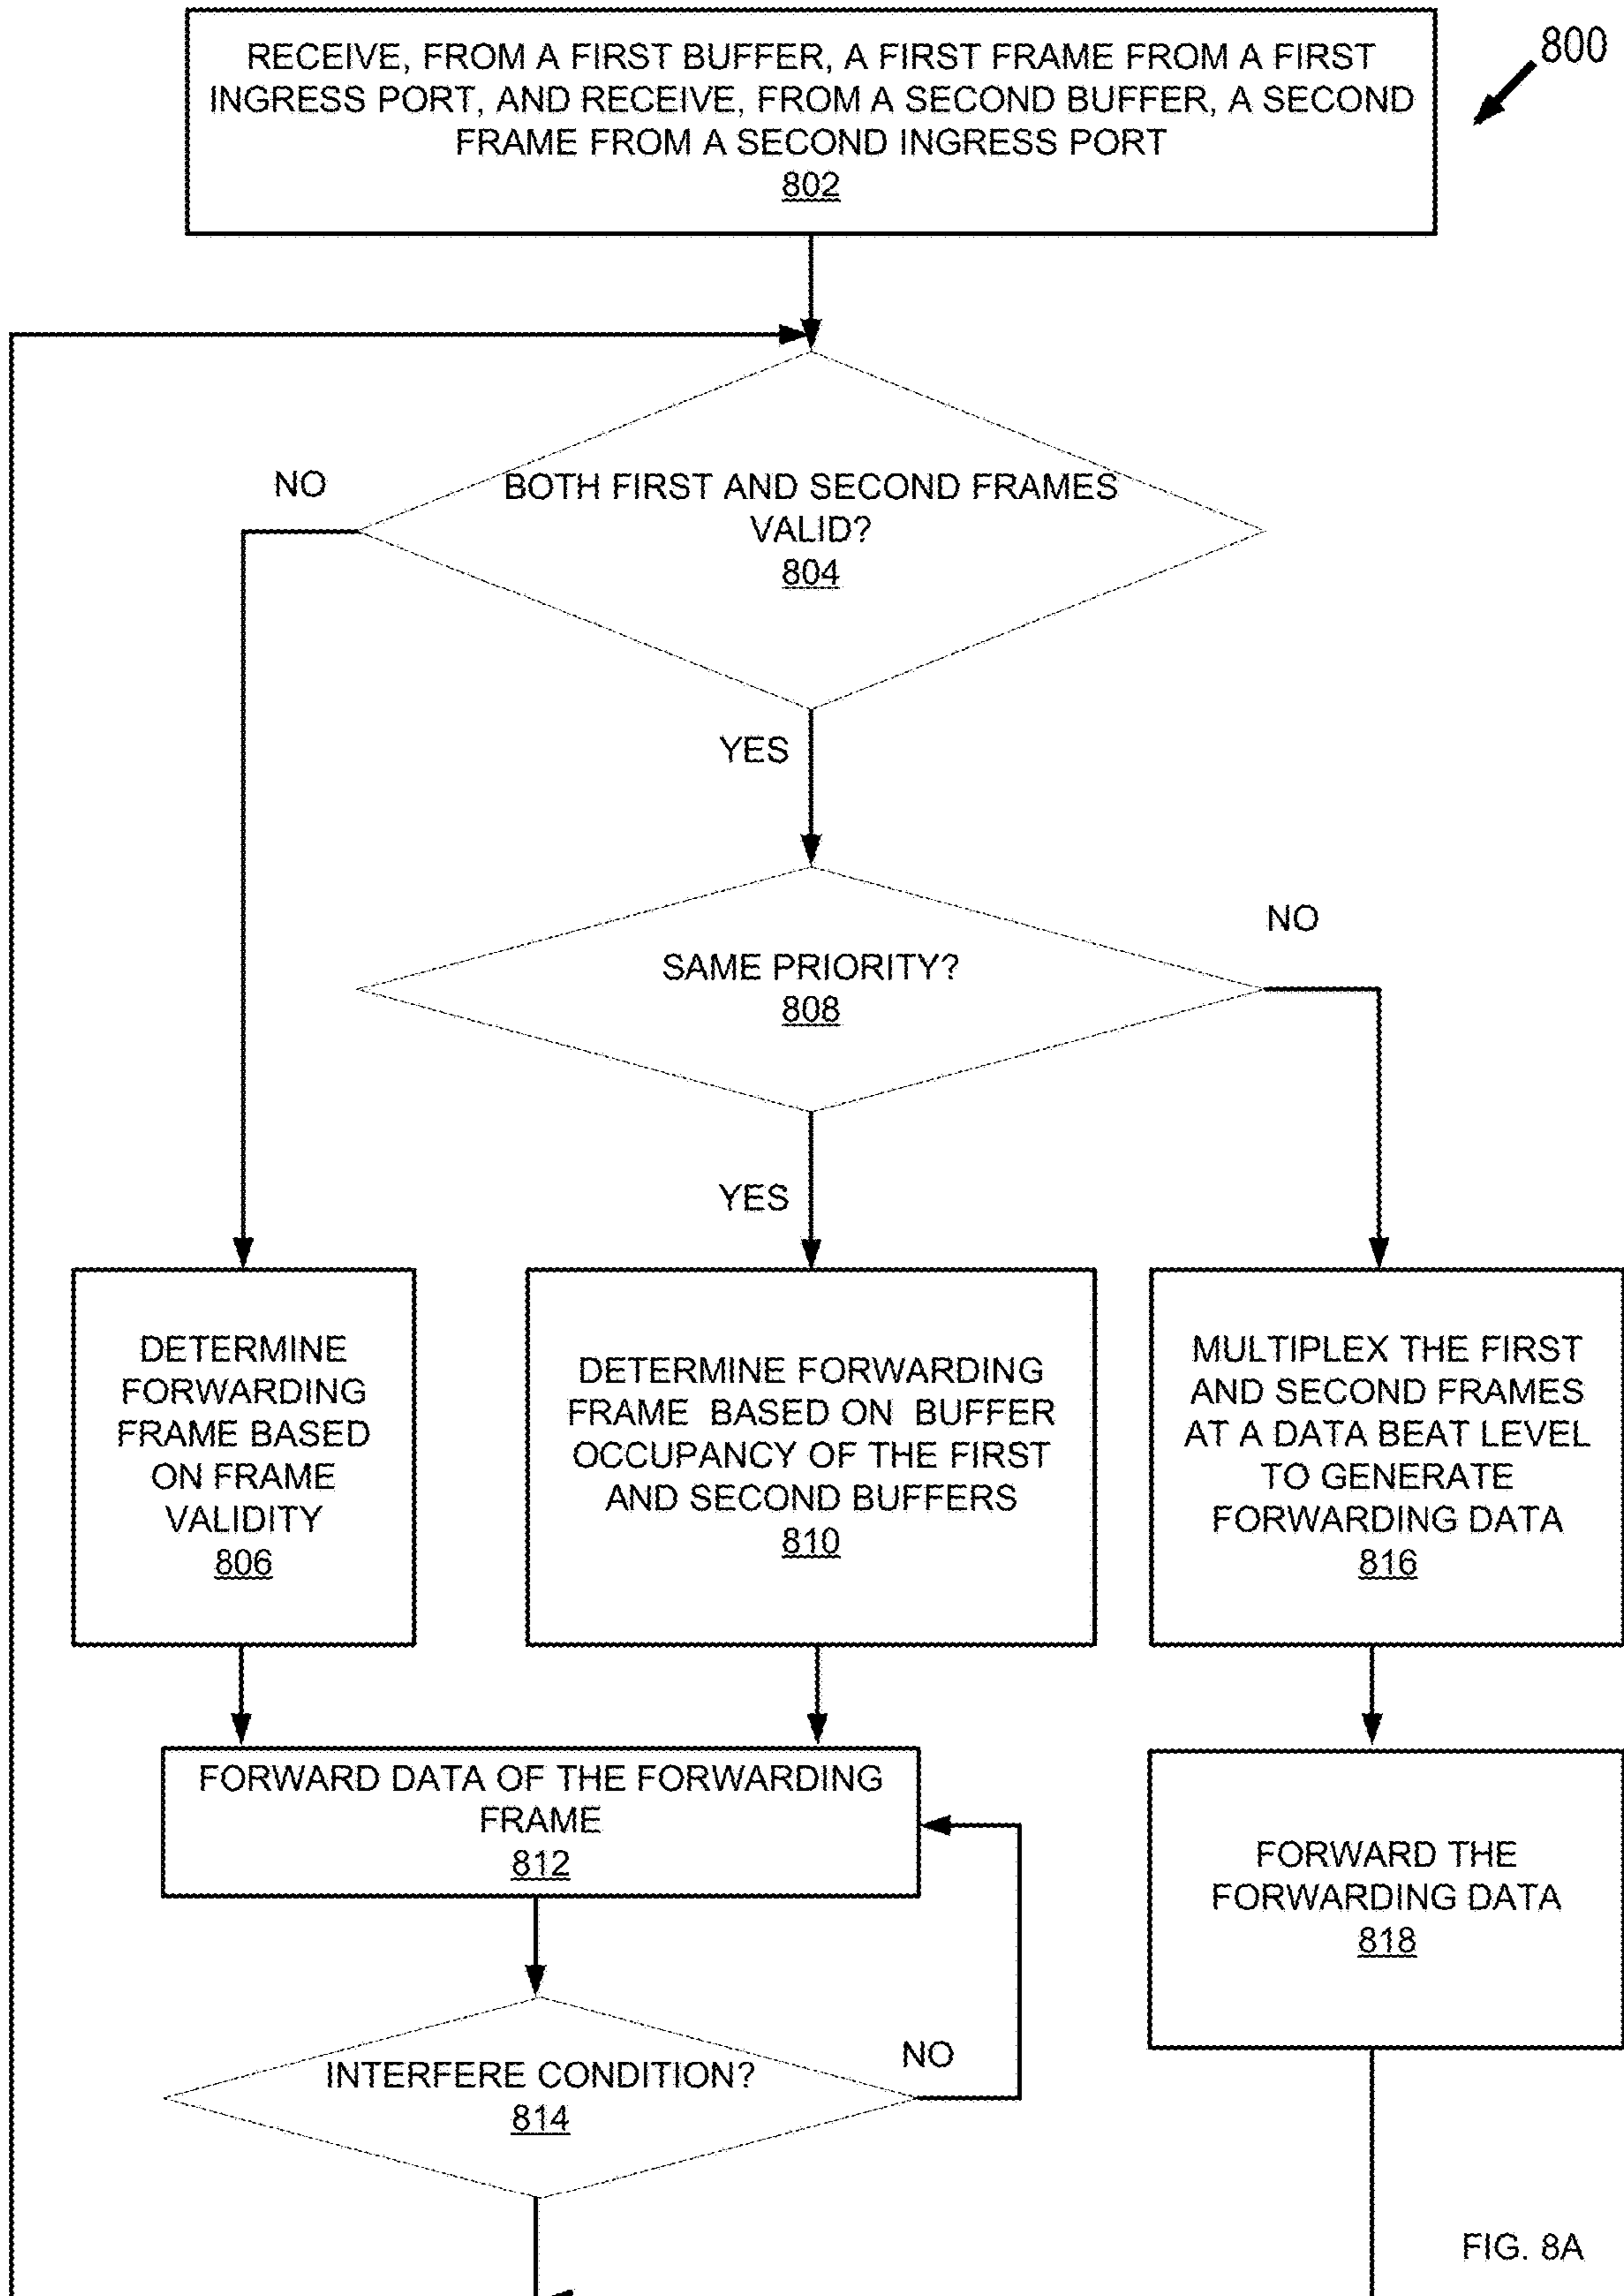 800
RECEIVE, FROM A FIRST BUFFER, A FIRST FRAME FROM A FIRST
INGRESS PORT, AND RECEIVE, FROM A SECOND BUFFER, A SECOND
FRAME FROM A SECOND INGRESS PORT
802
NO
BOTH FIRST AND SECOND FRAMES
VALID?
804
YES
NO
SAME PRIORITY?
808
YES
DETERMINE
FORWARDING
FRAME BASED
ON FRAME
VALIDITY
806
DETERMINE FORWARDING
FRAME BASED ON BUFFER
OCCUPANCY OF THE FIRST
AND SECOND BUFFERS
810
MULTIPLEX THE FIRST
AND SECOND FRAMES
AT A DATA BEAT LEVEL
TO GENERATE
FORWARDING DATA
816
FORWARD DATA OF THE FORWARDING
FRAME
812
FORWARD THE
FORWARDING DATA
818
NO
INTERFERE CONDITION?
814
FIG. 8A